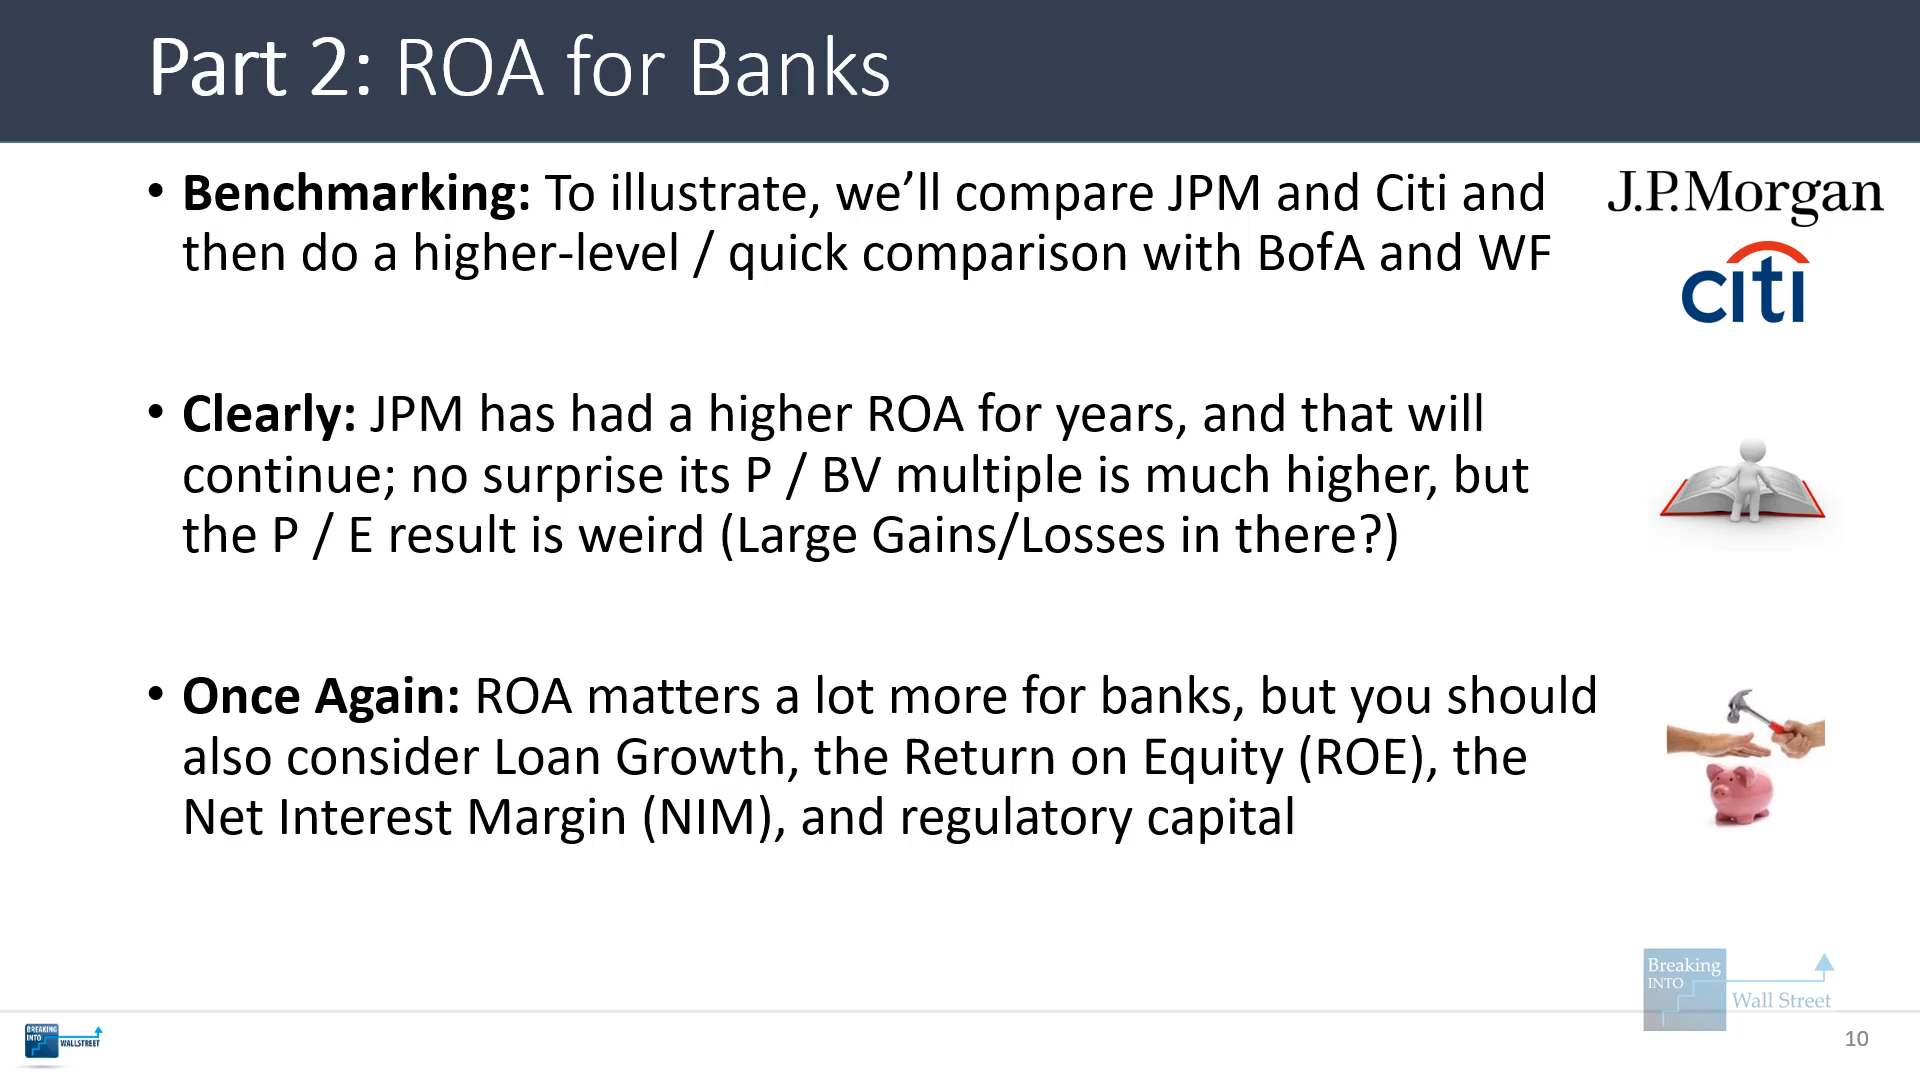 Part 2: ROA for Banks
• Benchmarking: To illustrate, we’ll compare JPM and Citi and
then do a higher-level / quick comparison with BofA and WF
J.P.Morgan
citi
• Clearly: JPM has had a higher ROA for years, and that will
continue; no surprise its P / BV multiple is much higher, but
the P / E result is weird (Large Gains/Losses in there?)
• Once Again: ROA matters a lot more for banks, but you should
also consider Loan Growth, the Return on Equity (ROE), the
Net Interest Margin (NIM), and regulatory capital
Breaking
INTO
Wall Street
BREAKING
INTO
WALLSTREET
10